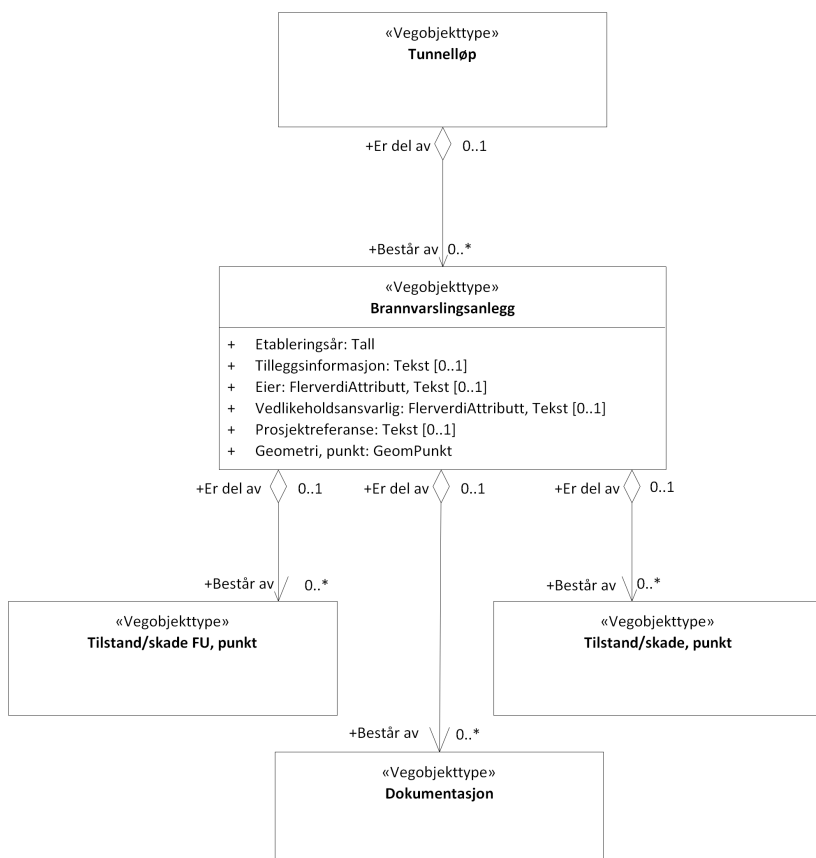 «Vegobjekttype»
Tunnelløp
+Er del av 0..1
+Består av 0..*
«Vegobjekttype»
Brannvarslingsanlegg
+ Etableringsår: Tall
+ Tilleggsinformasjon: Tekst [0..1]
+ Eier: FlerverdiAttributt, Tekst [0..1]
+ Vedlikeholdsansvarlig: FlerverdiAttributt, Tekst [0..1]
+ Prosjektreferanse: Tekst [0..1]
+ Geometri, punkt: GeomPunkt
+Er del av 0..1 +Er del av 0..1 +Er del av 0..1
+Består av 0..* +Består av 0..*
«Vegobjekttype»
Tilstand/skade FU, punkt
«Vegobjekttype»
Tilstand/skade, punkt
+Består av 0..*
«Vegobjekttype»
Dokumentasjon